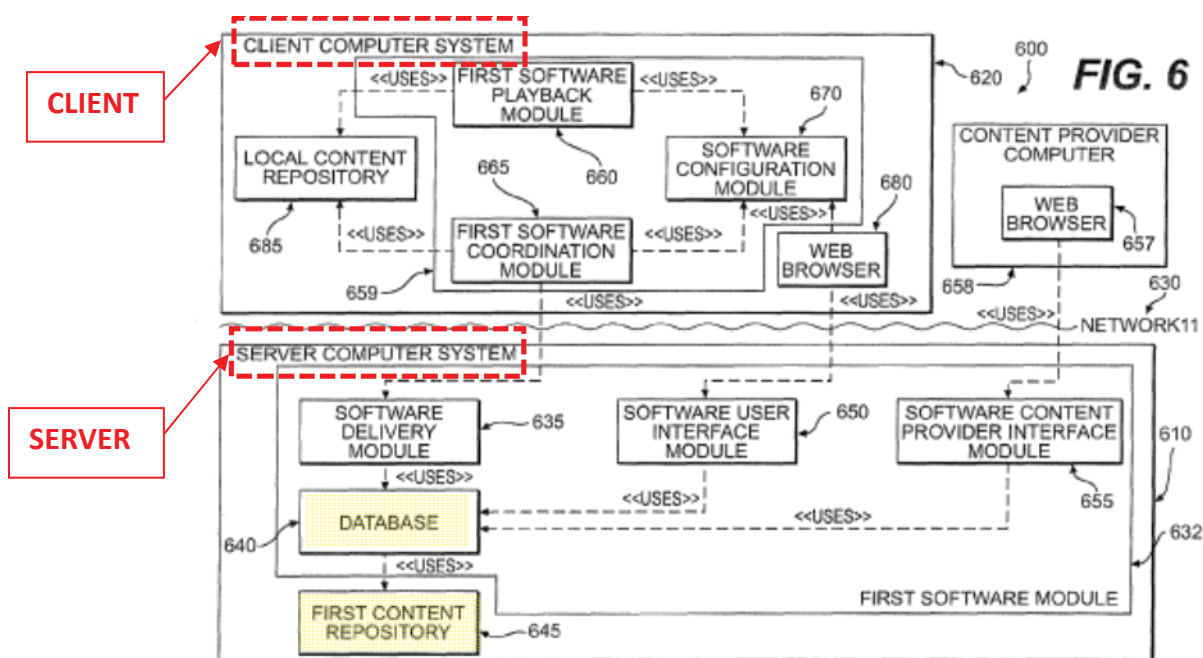 CLIENT COMPUTER SYSTEM
600
FIG. 6
620
CLIENT
<<USES>>
FIRST SOFTWARE
PLAYBACK
MODULE
<<USES>>
670
660
LOCAL CONTENT
REPOSITORY
685
SOFTWARE
CONFIGURATION
MODULE
665
680
CONTENT PROVIDER
COMPUTER
WEB
BROWSER
657
658
<<USES>>
FIRST SOFTWARE
COORDINATION
MODULE
<<USES>>
<<USES>>
WEB
BROWSER
659
<<USES>>
<<USES>>
<<USES>>
630
NETWORK11
SERVER COMPUTER SYSTEM
SERVER
SOFTWARE
DELIVERY
MODULE
635
SOFTWARE USER
INTERFACE
MODULE
650
SOFTWARE CONTENT
PROVIDER INTERFACE
MODULE
655
610
<<USES>>
<<USES>>
<<USES>>
DATABASE
640
632
<<USES>>
FIRST SOFTWARE MODULE
FIRST CONTENT
REPOSITORY
645